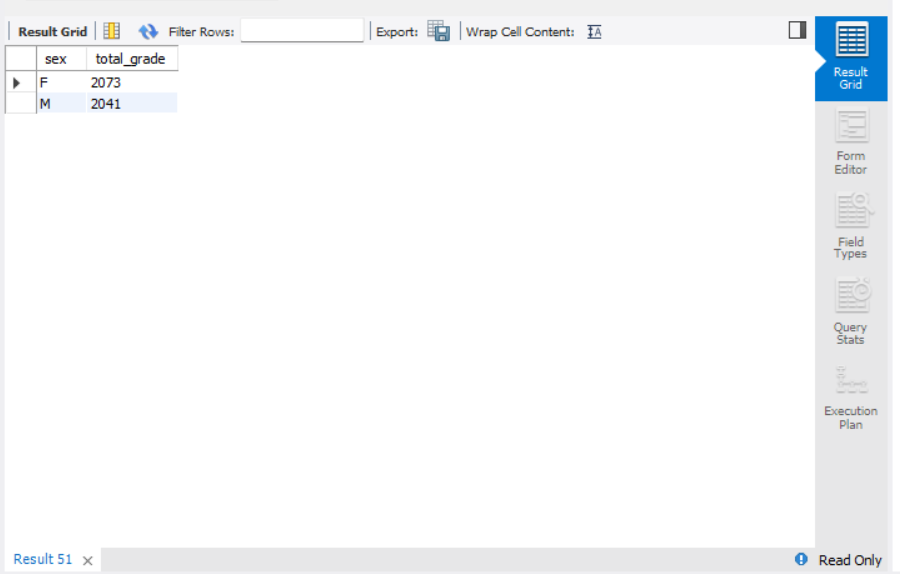 Result Grid Filter Rows: Export: Wrap Cell Content: IA
sex total_grade
F 2073
M 2041
Result
Grid
Form
Editor
Field
Types
Query
Stats
Execution
Plan
Result 51 × Read Only